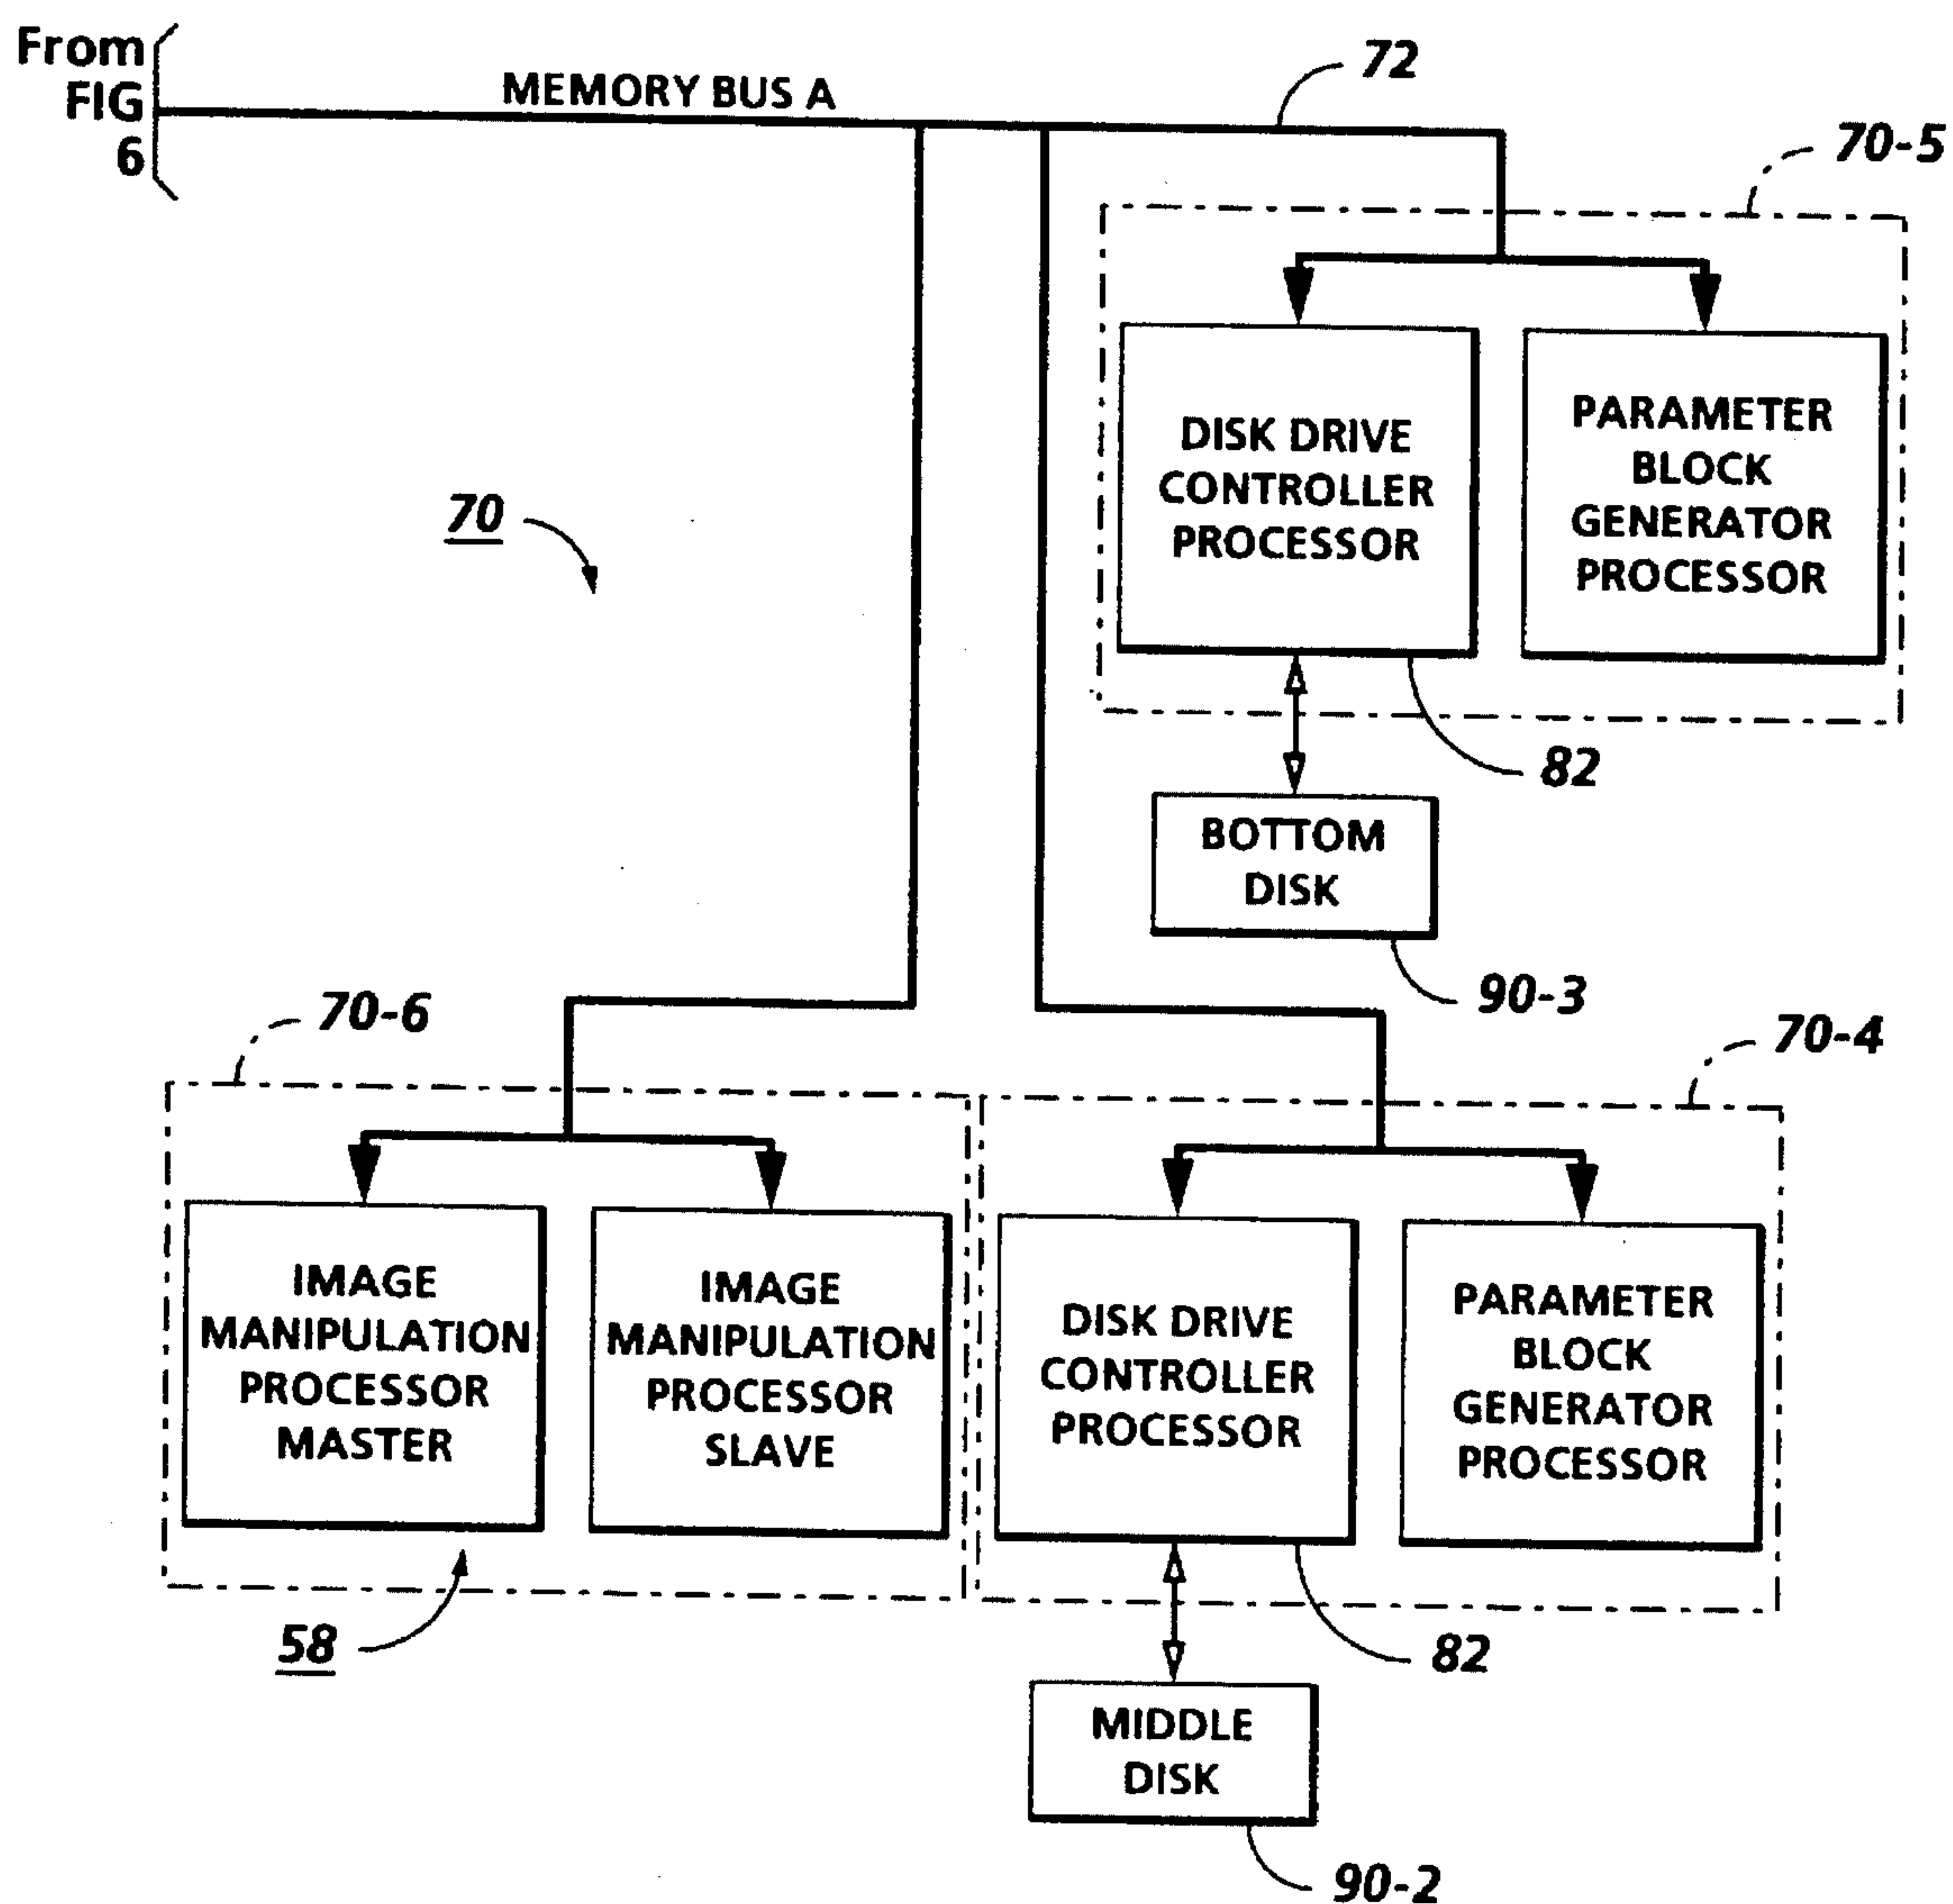 From
FIG
6
MEMORY BUS A
72
70-5
DISK DRIVE
CONTROLLER
PROCESSOR
PARAMETER
BLOCK
GENERATOR
PROCESSOR
70
82
BOTTOM
DISK
90-3
70-6
70-4
IMAGE
MANIPULATION
PROCESSOR
MASTER
IMAGE
MANIPULATION
PROCESSOR
SLAVE
DISK DRIVE
CONTROLLER
PROCESSOR
PARAMETER
BLOCK
GENERATOR
PROCESSOR
58
82
MIDDLE
DISK
90-2